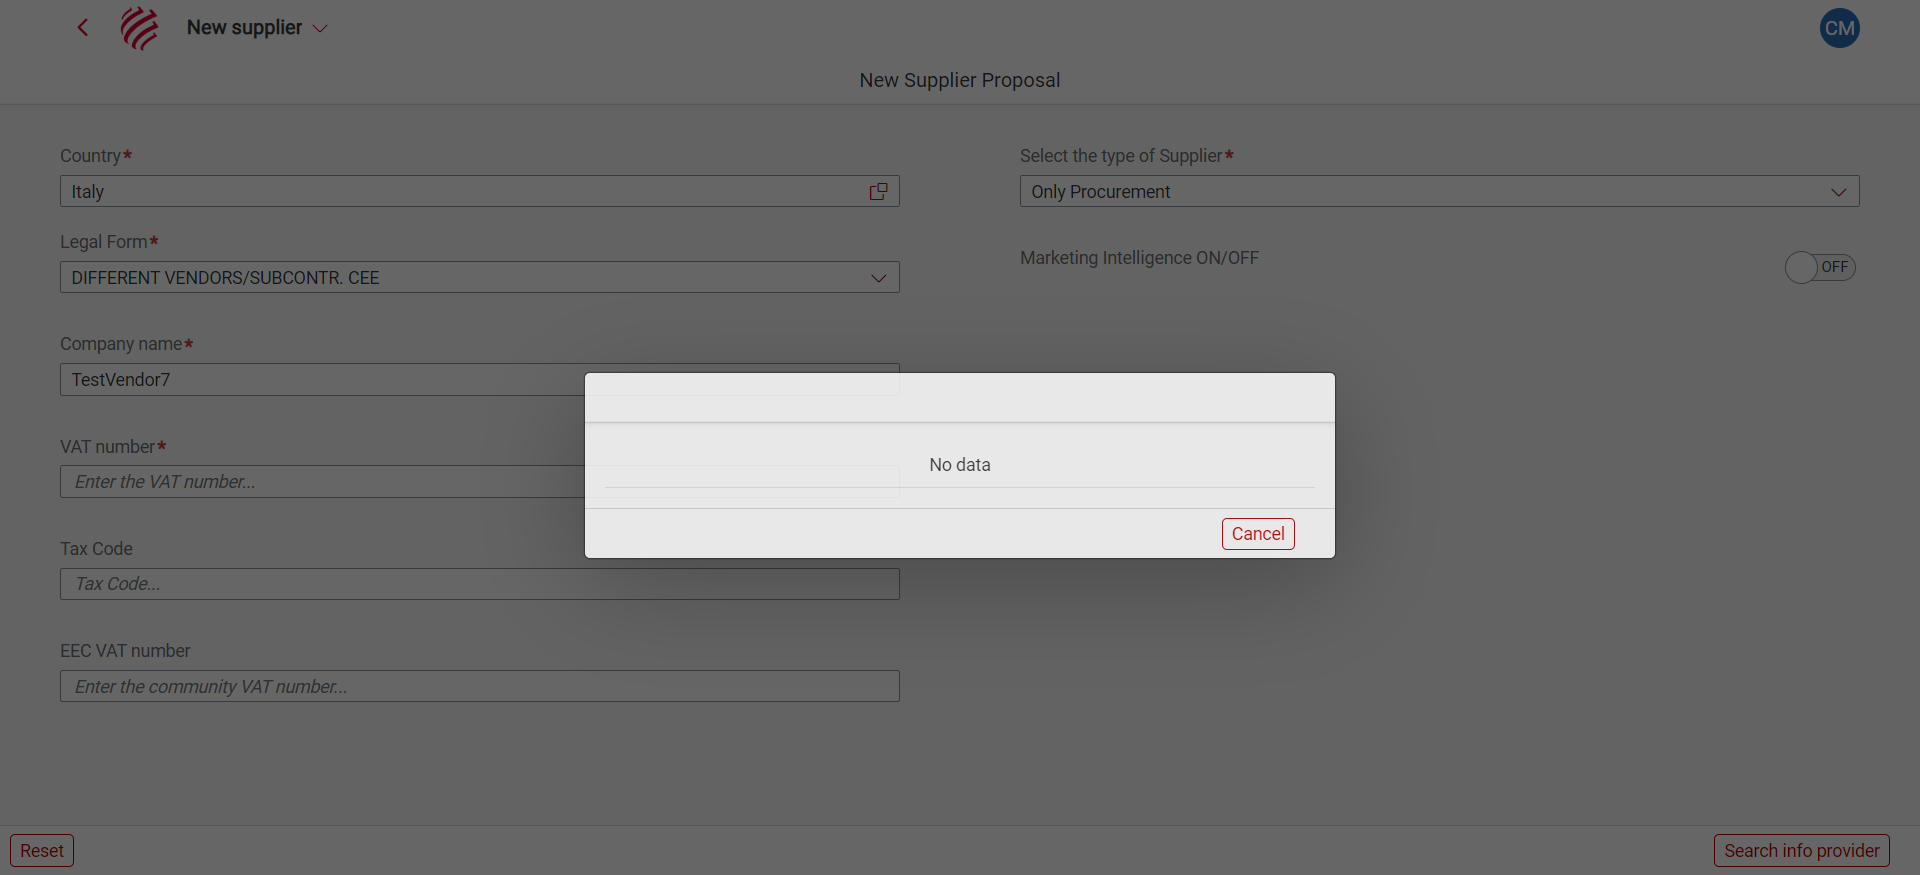 New supplier
CM
New Supplier Proposal
Country*
Italy
Legal Form*
DIFFERENT VENDORS/SUBCONTR. CEE
Company name*
TestVendor7
VAT number*
Enter the VAT number...
Tax Code
Tax Code...
EEC VAT number
Enter the community VAT number...
Select the type of Supplier*
Only Procurement
Marketing Intelligence ON/OFF
OFF
No data
Cancel
Reset
Search info provider